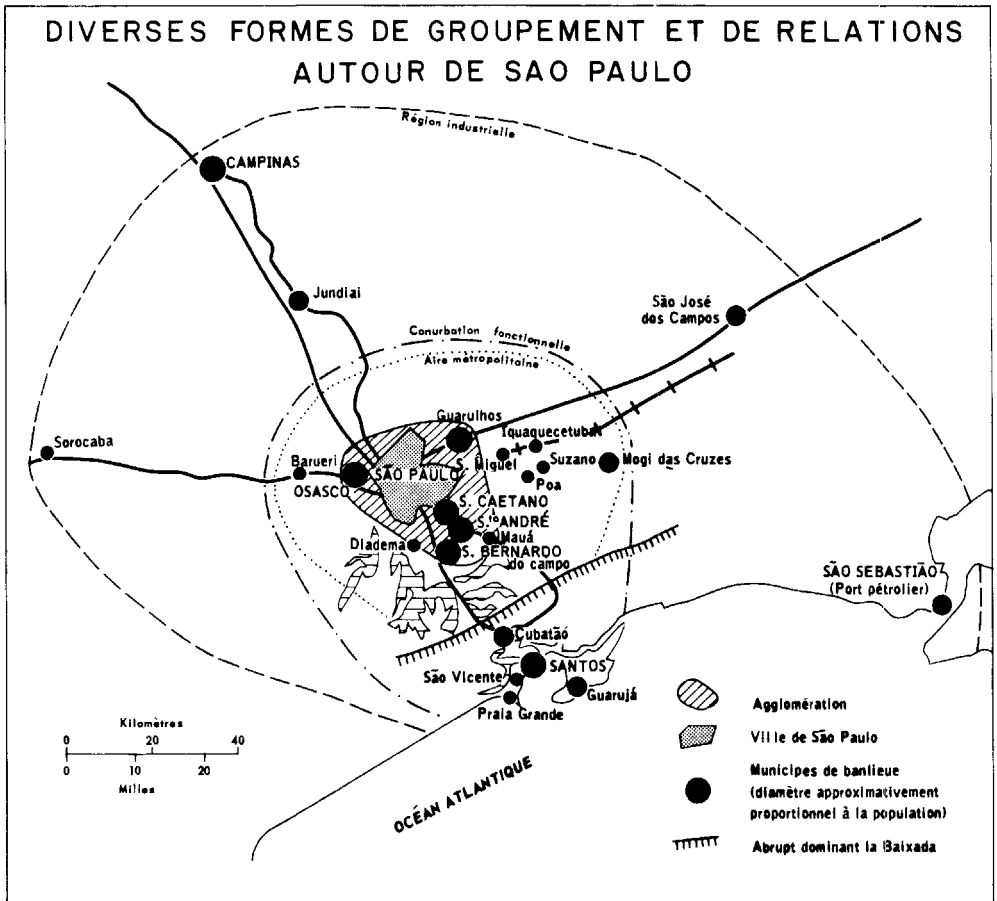 DIVERSES FORMES DE GROUPEMENT ET DE RELATIONS
AUTOUR DE SAO PAULO
Région industrielle
CAMPINAS
Jundiai
São José
dos Campos
Conurbation fonctionnelle
Aire métropolitaine
Guarulhos
Iquaquecetuba
Sorocaba
Barueri
SÃO PAULO
S. Miguel
Suzano
Mogi das Cruzes
OSASCO
Poa
S. CAETANO
S.to ANDRÉ
Mauá
Diadema
S. BERNARDO
do campo
SÃO SEBASTIÃO
(Port pétrolier)
Cubatão
SANTOS
São Vicente
Guarujá
Praia Grande
Kilomètres
0 20 40
0 10 20
Milles
OCÉAN ATLANTIQUE
Agglomération
Ville de São Paulo
Municipes de banlieue
(diamètre approximativement
proportionnel à la population)
Abrupt dominant la Baixada